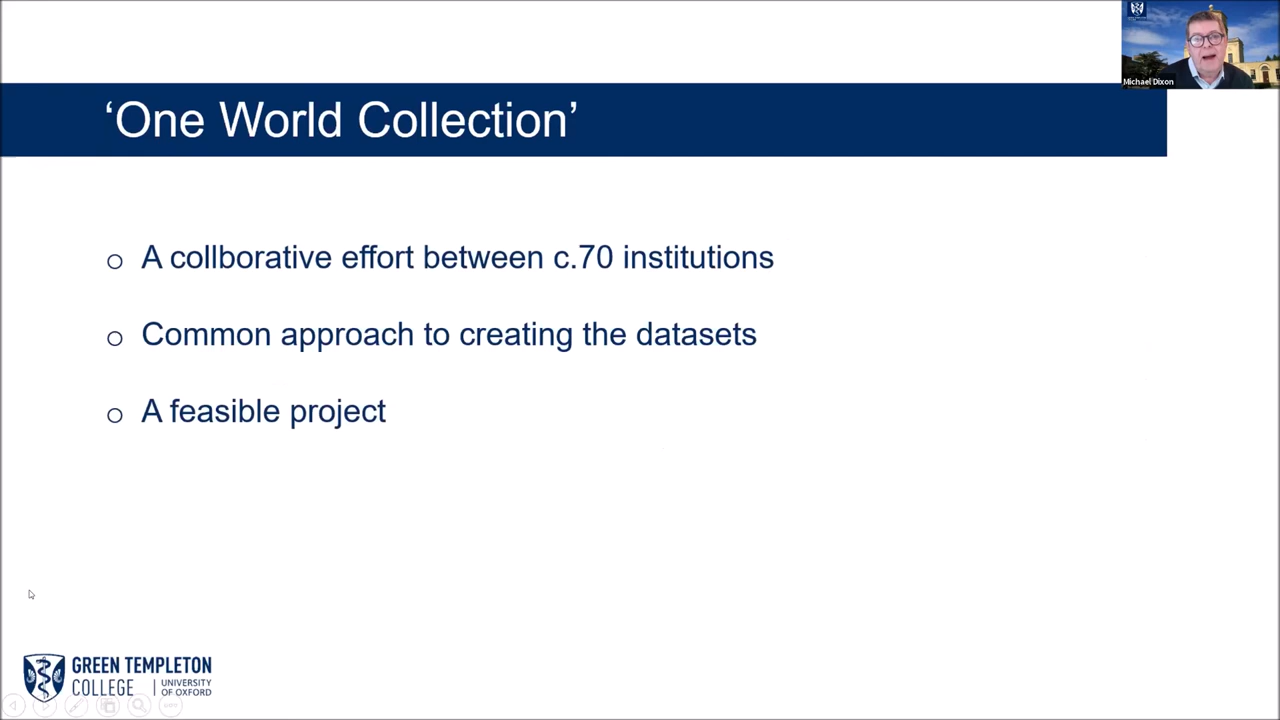 Michael Dixon
‘One World Collection’
o A collborative effort between c.70 institutions
o Common approach to creating the datasets
o A feasible project
GREEN TEMPLETON
COLLEGE | UNIVERSITY
OF OXFORD